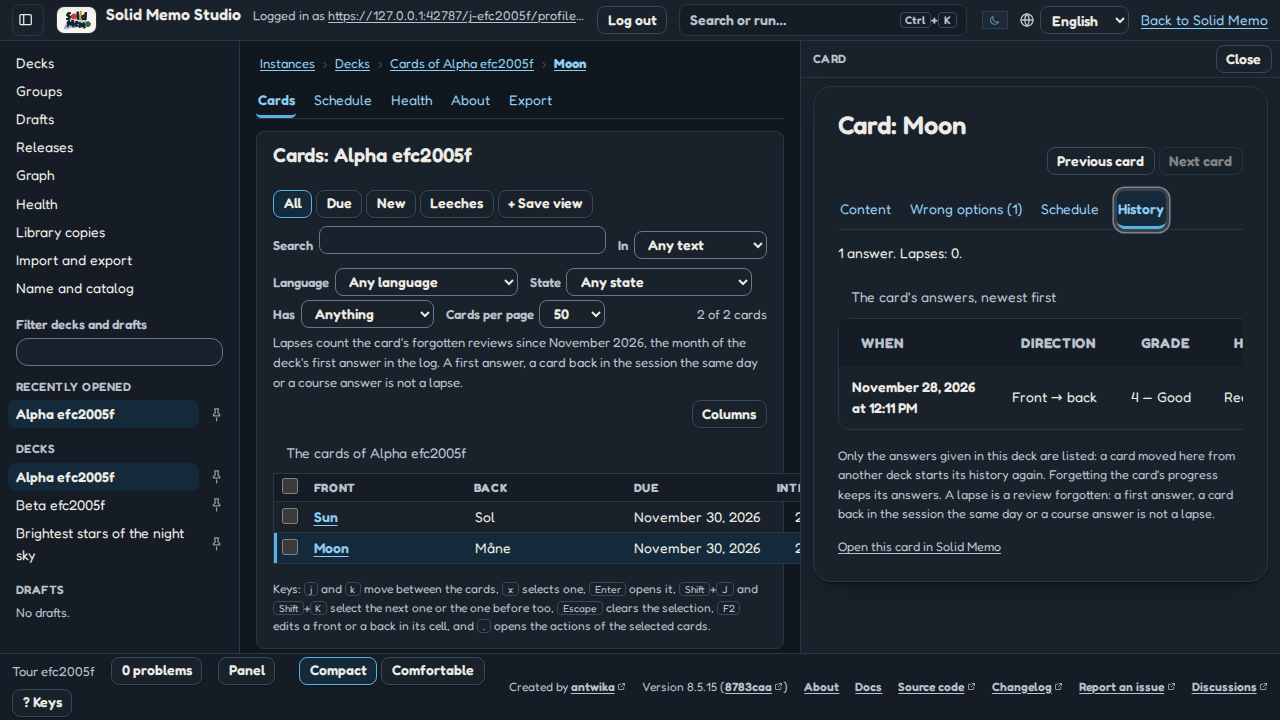 Solid Memo Studio
Logged in as https://127.0.0.1:42787/j-efc2005f/profile…
Log out
Search or run...
Ctrl+K
English
Back to Solid Memo
Decks
Groups
Drafts
Releases
Graph
Health
Library copies
Import and export
Name and catalog
Filter decks and drafts
RECENTLY OPENED
Alpha efc2005f
DECKS
Alpha efc2005f
Beta efc2005f
Brightest stars of the night
sky
DRAFTS
No drafts.
Instances › Decks › Cards of Alpha efc2005f › Moon
Cards Schedule Health About Export
Cards: Alpha efc2005f
All Due New Leeches + Save view
Search In Any text
Language Any language State Any state
Has Anything Cards per page 50 2 of 2 cards
Lapses count the card's forgotten reviews since November 2026, the month of the
deck's first answer in the log. A first answer, a card back in the session the same day
or a course answer is not a lapse.
Columns
The cards of Alpha efc2005f
FRONT BACK DUE INT
Sun Sol November 30, 2026 2
Moon Måne November 30, 2026 2
Keys: j and k move between the cards, x selects one, Enter opens it, Shift+J and
Shift+K select the next one or the one before too, Escape clears the selection, F2
edits a front or a back in its cell, and . opens the actions of the selected cards.
CARD
Close
Card: Moon
Previous card Next card
Content Wrong options (1) Schedule History
1 answer. Lapses: 0.
The card's answers, newest first
WHEN DIRECTION GRADE H
November 28, 2026
at 12:11 PM
Front → back 4 – Good Rec
Only the answers given in this deck are listed: a card moved here from
another deck starts its history again. Forgetting the card's progress
keeps its answers. A lapse is a review forgotten: a first answer, a card
back in the session the same day or a course answer is not a lapse.
Open this card in Solid Memo
Tour efc2005f 0 problems Panel Compact Comfortable
? Keys
Created by antwika Version 8.5.15 (8783caa) About Docs Source code Changelog Report an issue Discussions